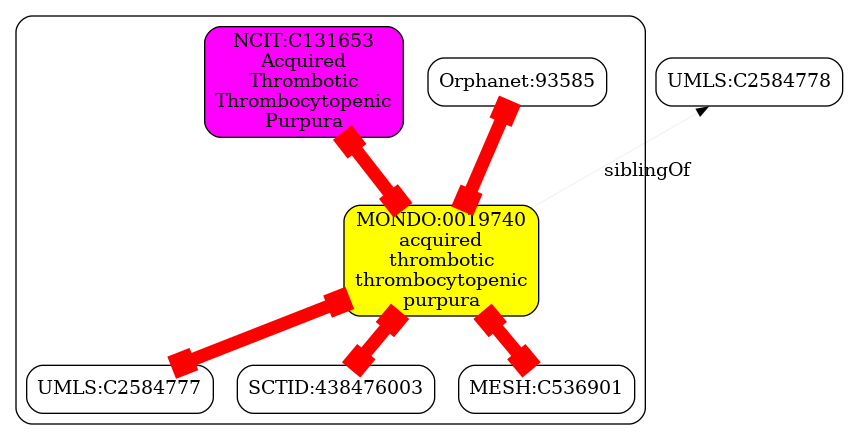 NCIT:C131653
Acquired
Thrombotic
Thrombocytopenic
Purpura
Orphanet:93585
UMLS:C2584778
siblingOf
MONDO:0019740
acquired
thrombotic
thrombocytopenic
purpura
UMLS:C2584777
SCTID:438476003
MESH:C536901